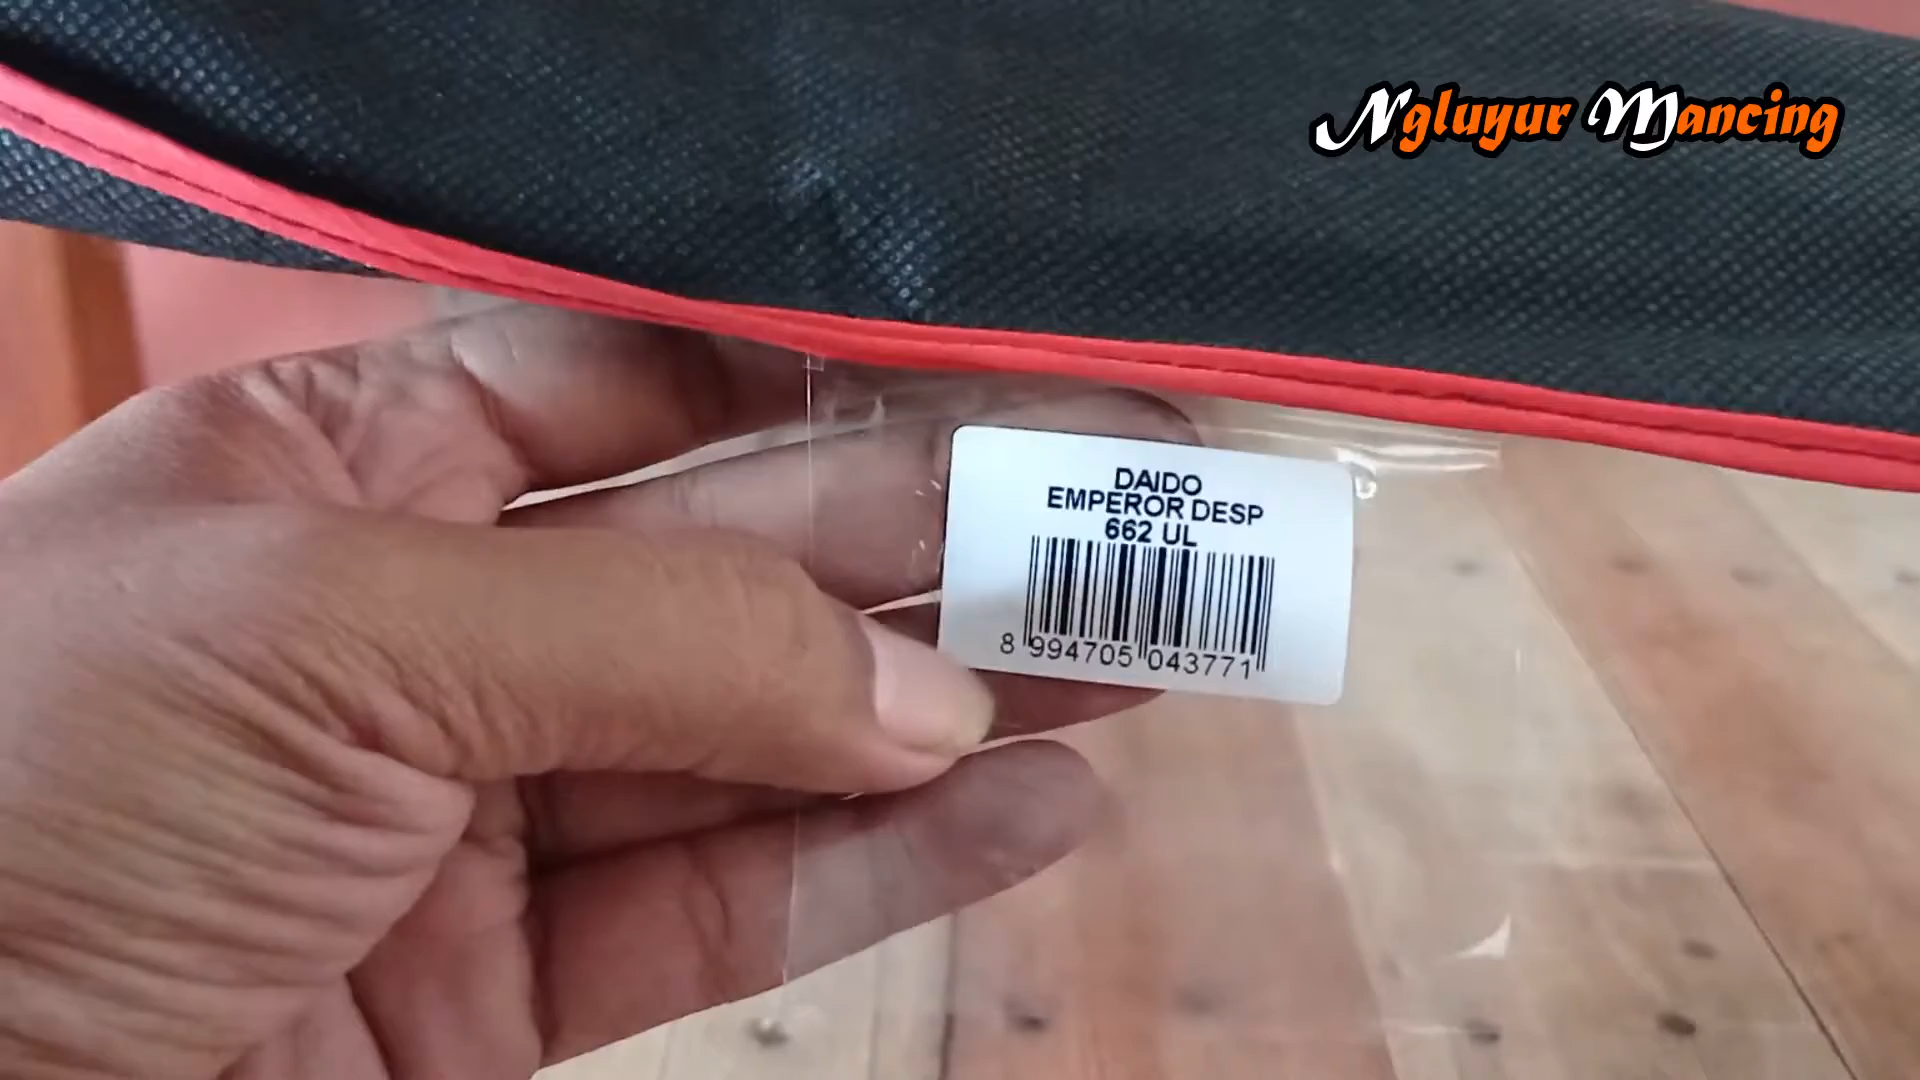 Ngluyur Mancing
DAIDO
EMPEROR DESP
662 UL
8 994705 043771